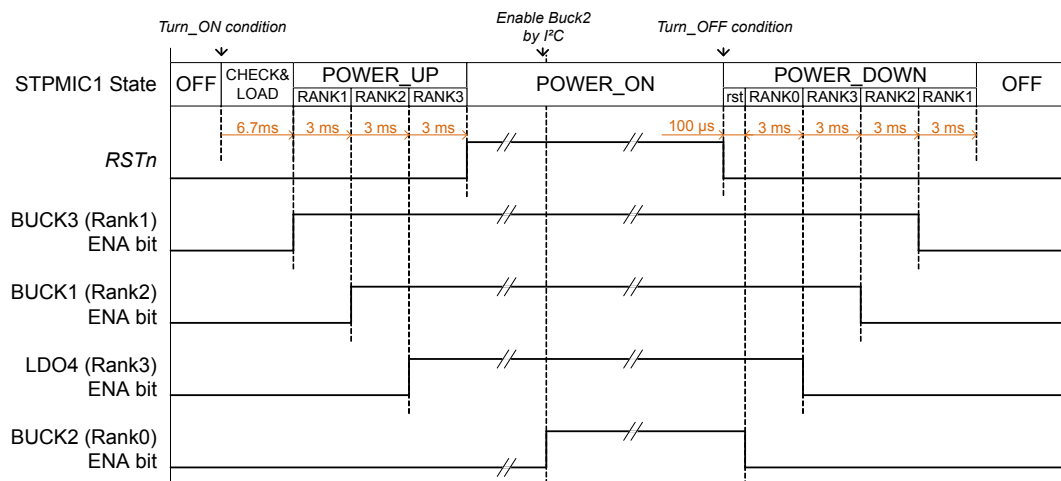 Enable Buck2
by I²C
Turn_ON condition
Turn_OFF condition
STPMIC1 State
OFF
CHECK&
LOAD
POWER_UP
RANK1 RANK2 RANK3
POWER_ON
POWER_DOWN
rst RANK0 RANK3 RANK2 RANK1
OFF
6.7ms 3 ms 3 ms 3 ms 100 µs 3 ms 3 ms 3 ms 3 ms
RSTn
BUCK3 (Rank1)
ENA bit
BUCK1 (Rank2)
ENA bit
LDO4 (Rank3)
ENA bit
BUCK2 (Rank0)
ENA bit